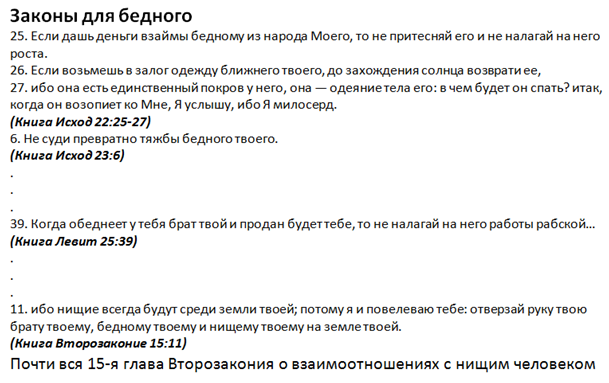 Законы для бедного
25. Если дашь деньги взаймы бедному из народа Моего, то не притесняй его и не налагай на него
роста.
26. Если возьмешь в залог одежду ближнего твоего, до захождения солнца возврати ее,
27. ибо она есть единственный покров у него, она — одеяние тела его: в чем будет он спать? итак,
когда он возопиет ко Мне, Я услышу, ибо Я милосерд.
(Книга Исход 22:25-27)
6. Не суди превратно тяжбы бедного твоего.
(Книга Исход 23:6)
.
.
.
39. Когда обеднеет у тебя брат твой и продан будет тебе, то не налагай на него работы рабской…
(Книга Левит 25:39)
.
.
.
11. ибо нищие всегда будут среди земли твоей; потому я и повелеваю тебе: отверзай руку твою
брату твоему, бедному твоему и нищему твоему на земле твоей.
(Книга Второзаконие 15:11)
Почти вся 15-я глава Второзакония о взаимоотношениях с нищим человеком